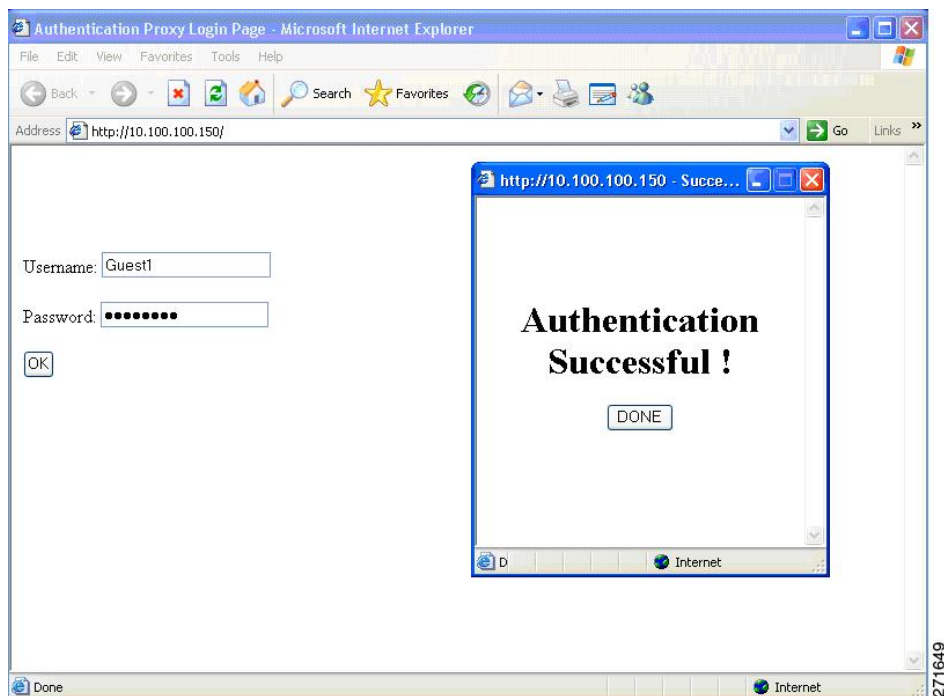 Authentication Proxy Login Page - Microsoft Internet Explorer
File Edit View Favorites Tools Help
Back Search Favorites
Address http://10.100.100.150/ Go Links »
http://10.100.100.150 - Succe...
Username: Guest1
Password: ●●●●●●●●
OK
Authentication
Successful !
DONE
D Internet
Done Internet
271649